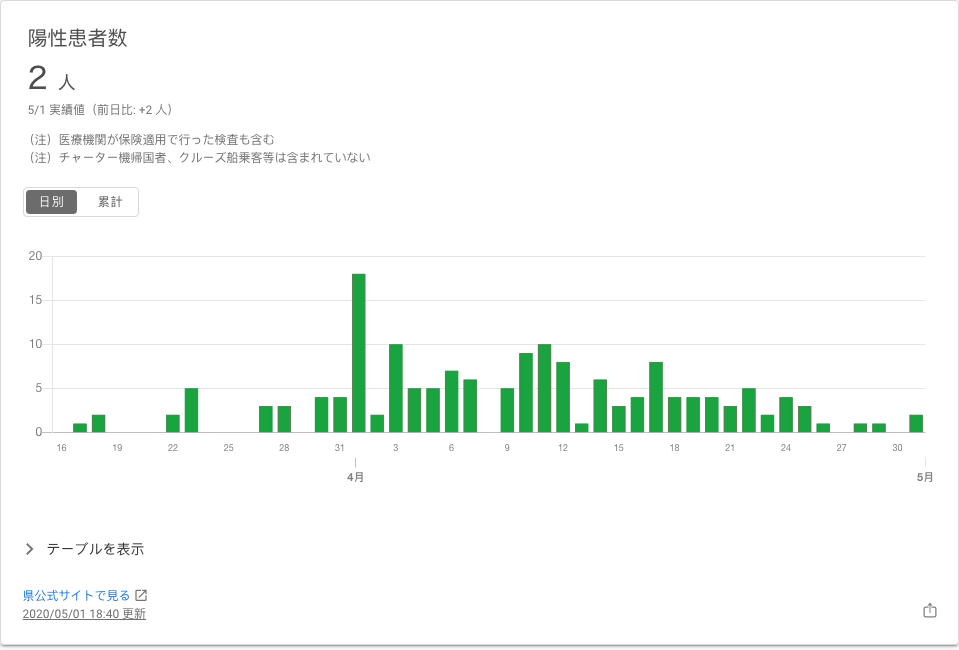 陽性患者数
2 人
5/1 実績値（前日比: +2 人）
（注）医療機関が保険適用で行った検査も含む
（注）チャーター機帰国者、クルーズ船乗客等は含まれていない
日別 累計
20
15
10
5
0
16 19 22 25 28 31 3 6 9 12 15 18 21 24 27 30
4月 5月
テーブルを表示
県公式サイトで見る
2020/05/01 18:40 更新